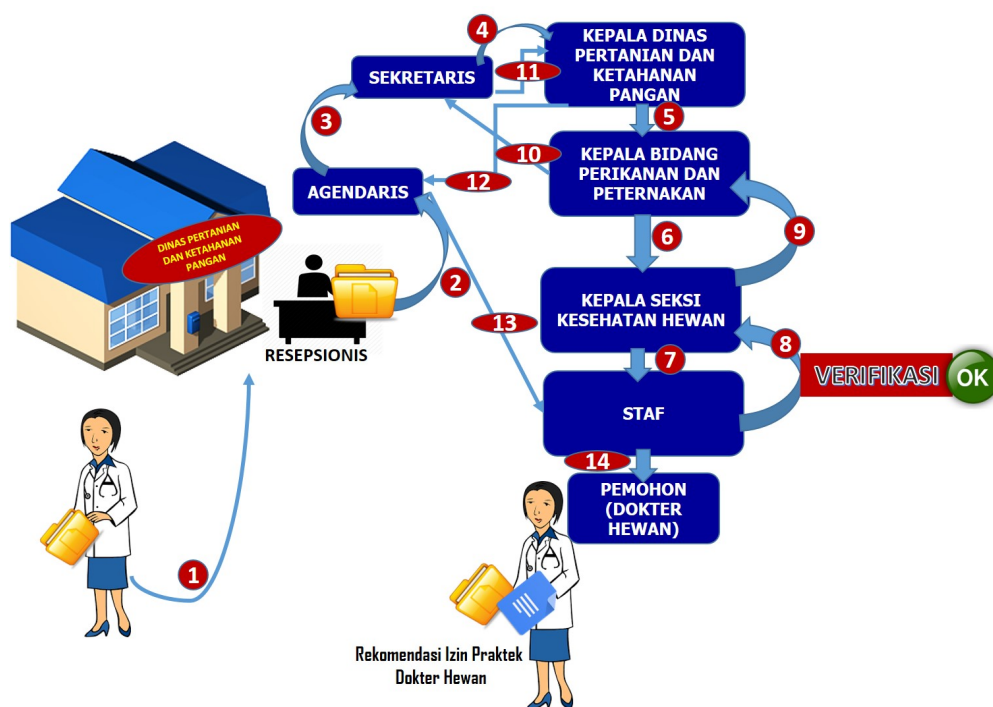 4
KEPALA DINAS
PERTANIAN DAN
KETAHANAN
PANGAN
SEKRETARIS
11
3
5
10
KEPALA BIDANG
PERIKANAN DAN
PETERNAKAN
12
AGENDARIS
DINAS PERTANIAN
DAN KETAHANAN
PANGAN
6
9
2
KEPALA SEKSI
KESEHATAN HEWAN
13
RESEPSIONIS
7
8
VERIFIKASI
OK
STAF
14
PEMOHON
(DOKTER
HEWAN)
1
Rekomendasi Izin Praktek
Dokter Hewan